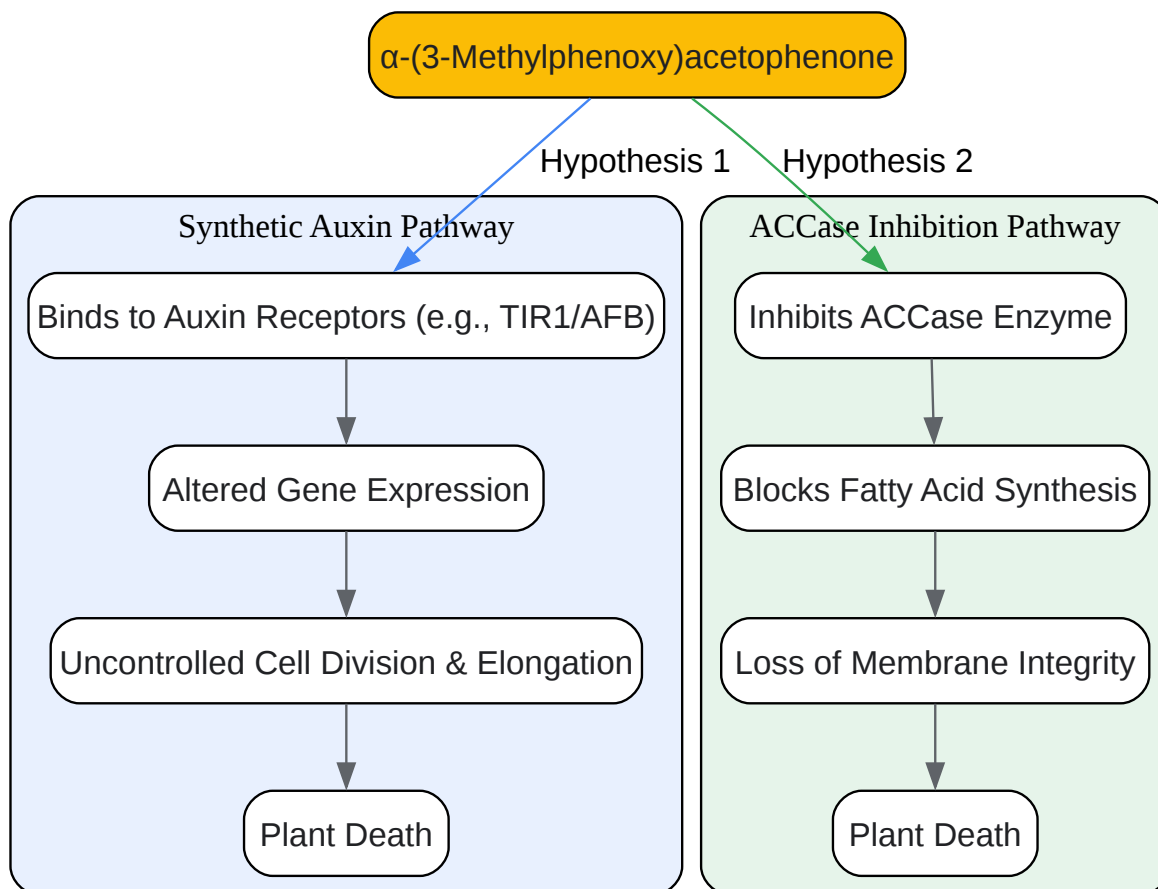 α-(3-Methylphenoxy)acetophenone
Hypothesis 1
Hypothesis 2
Synthetic Auxin Pathway
Binds to Auxin Receptors (e.g., TIR1/AFB)
Altered Gene Expression
Uncontrolled Cell Division & Elongation
Plant Death
ACCase Inhibition Pathway
Inhibits ACCase Enzyme
Blocks Fatty Acid Synthesis
Loss of Membrane Integrity
Plant Death